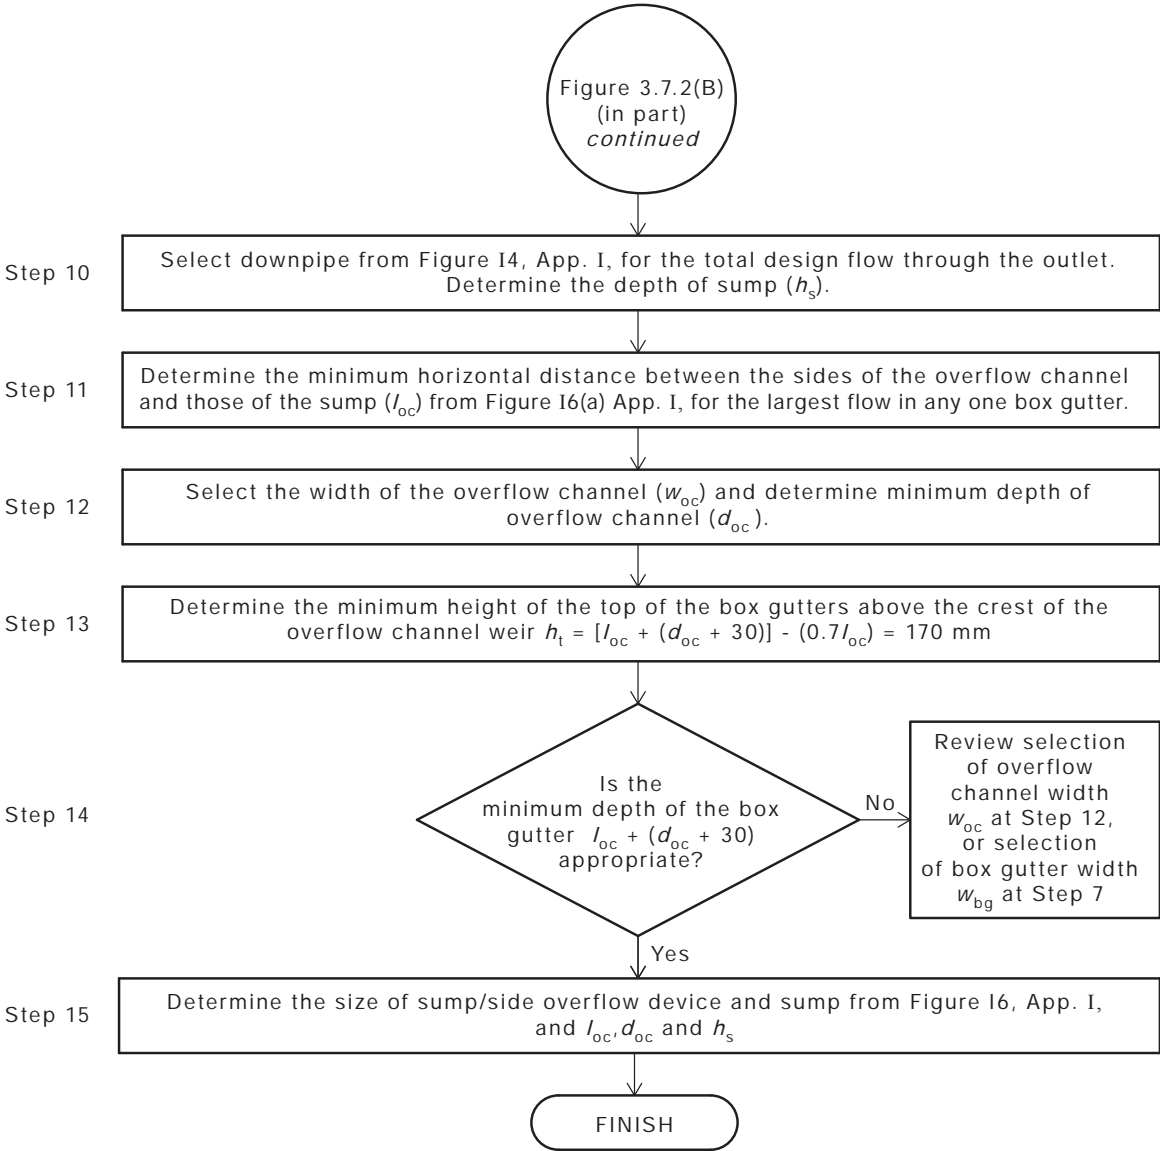 Figure 3.7.2(B)
(in part)
continued
Step 10
Select downpipe from Figure I4, App. I, for the total design flow through the outlet.
Determine the depth of sump (hs).
Step 11
Determine the minimum horizontal distance between the sides of the overflow channel
and those of the sump (loc) from Figure I6(a) App. I, for the largest flow in any one box gutter.
Step 12
Select the width of the overflow channel (woc) and determine minimum depth of
overflow channel (doc).
Step 13
Determine the minimum height of the top of the box gutters above the crest of the
overflow channel weir ht = [loc + (doc + 30)] - (0.7loc) = 170 mm
Step 14
Is the
minimum depth of the box
gutter loc + (doc + 30)
appropriate?
No
Review selection
of overflow
channel width
woc at Step 12,
or selection
of box gutter width
wbg at Step 7
Yes
Step 15
Determine the size of sump/side overflow device and sump from Figure I6, App. I,
and loc, doc and hs
FINISH